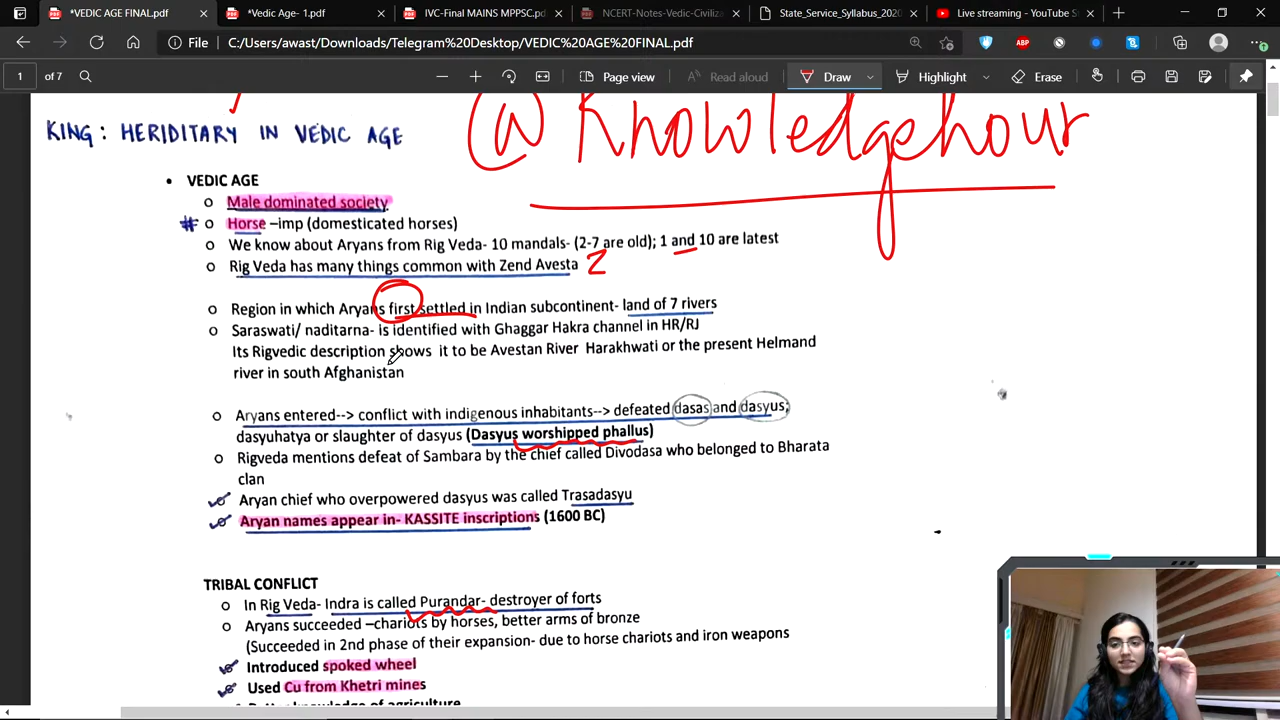 *VEDIC AGE FINAL.pdf
*Vedic Age- 1.pdf
IVC-Final MAINS MPPSC.pd
NCERT-Notes-Vedic-Civiliza
State_Service_Syllabus_2020
Live streaming - YouTube S
File C:/Users/awast/Downloads/Telegram%20Desktop/VEDIC%20AGE%20FINAL.pdf
1 of 7
Page view
Read aloud
Draw
Highlight
Erase
@Knowledgehour
KING: HERIDITARY IN VEDIC AGE
• VEDIC AGE
o Male dominated society
# o Horse –imp (domesticated horses)
o We know about Aryans from Rig Veda- 10 mandals- (2-7 are old); 1 and 10 are latest
o Rig Veda has many things common with Zend Avesta 2
o Region in which Aryans first settled in Indian subcontinent- land of 7 rivers
o Saraswati/ naditarna- is identified with Ghaggar Hakra channel in HR/RJ
Its Rigvedic description shows it to be Avestan River Harakhwati or the present Helmand
river in south Afghanistan
o Aryans entered--> conflict with indigenous inhabitants--> defeated dasas and dasyus;
dasyuhatya or slaughter of dasyus (Dasyus worshipped phallus)
o Rigveda mentions defeat of Sambara by the chief called Divodasa who belonged to Bharata
clan
o Aryan chief who overpowered dasyus was called Trasadasyu
o Aryan names appear in- KASSITE inscriptions (1600 BC)
TRIBAL CONFLICT
o In Rig Veda- Indra is called Purandar- destroyer of forts
o Aryans succeeded –chariots by horses, better arms of bronze
(Succeeded in 2nd phase of their expansion- due to horse chariots and iron weapons
Introduced spoked wheel
o Used Cu from Khetri mines